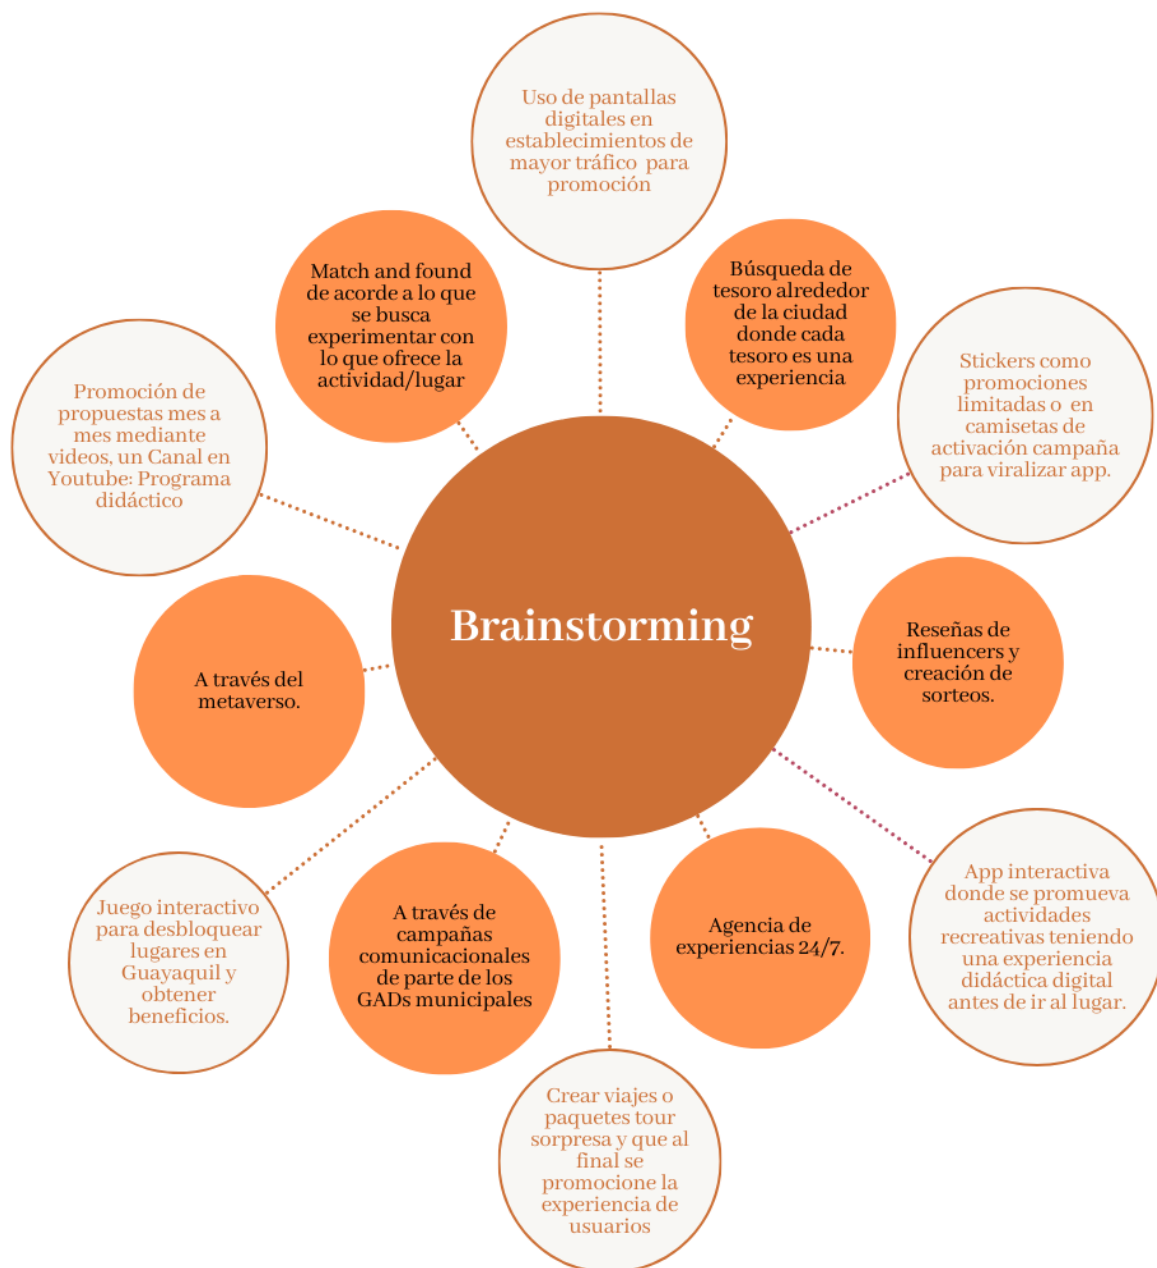 Uso de pantallas
digitales en
establecimientos de
mayor tráfico para
promoción
Match and found
de acorde a lo que
se busca
experimentar con
lo que ofrece la
actividad/lugar
Búsqueda de
tesoro alrededor
de la ciudad
donde cada
tesoro es una
experiencia
Promoción de
propuestas mes a
mes mediante
videos, un Canal en
Youtube: Programa
didáctico
Stickers como
promociones
limitadas o en
camisetas de
activación campaña
para viralizar app.
Brainstorming
A través del
metaverso.
Reseñas de
influencers y
creación de
sorteos.
Juego interactivo
para desbloquear
lugares en
Guayaquil y
obtener
beneficios.
A través de
campañas
comunicacionales
de parte de los
GADs municipales
Agencia de
experiencias 24/7.
App interactiva
donde se promueva
actividades
recreativas teniendo
una experiencia
didáctica digital
antes de ir al lugar.
Crear viajes o
paquetes tour
sorpresa y que al
final se
promocione la
experiencia de
usuarios